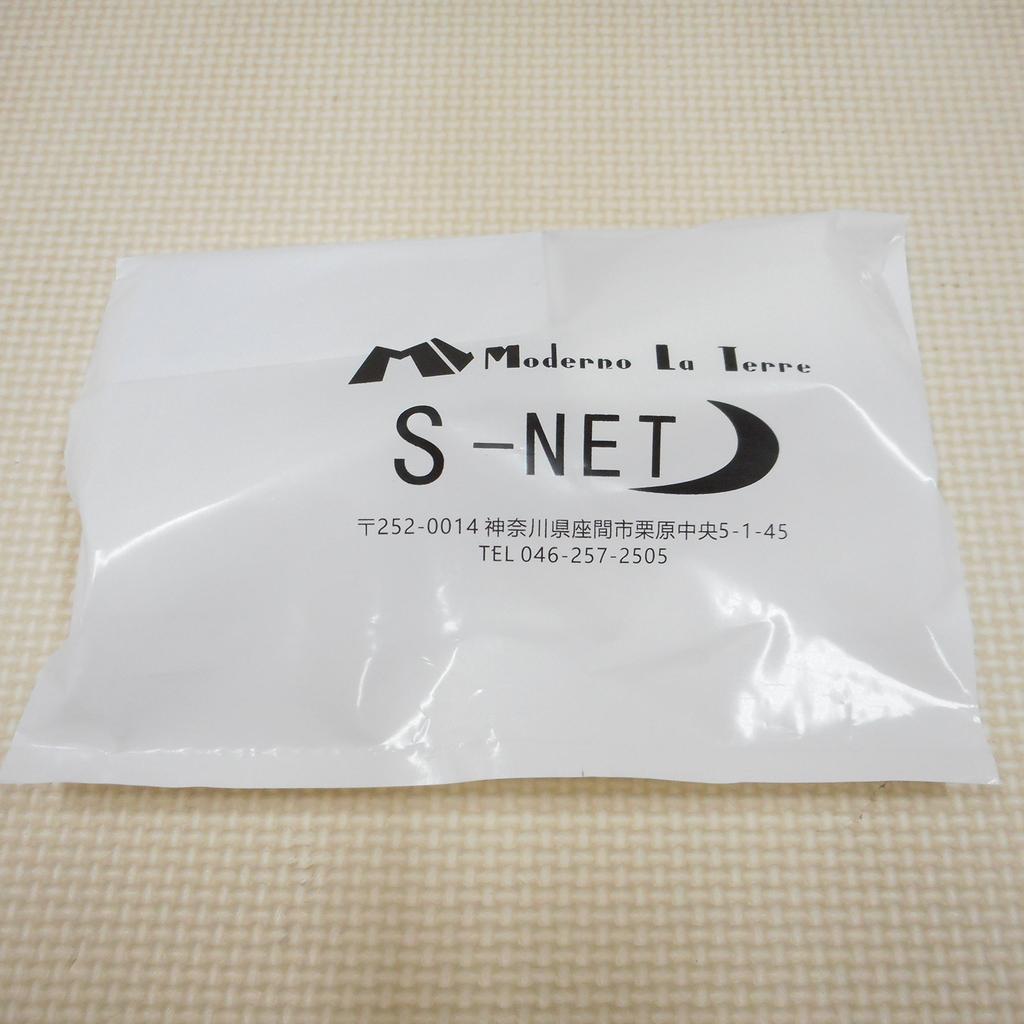 Moderno La Terre
S-NET
〒252-0014 神奈川県座間市栗原中央5-1-45
TEL 046-257-2505